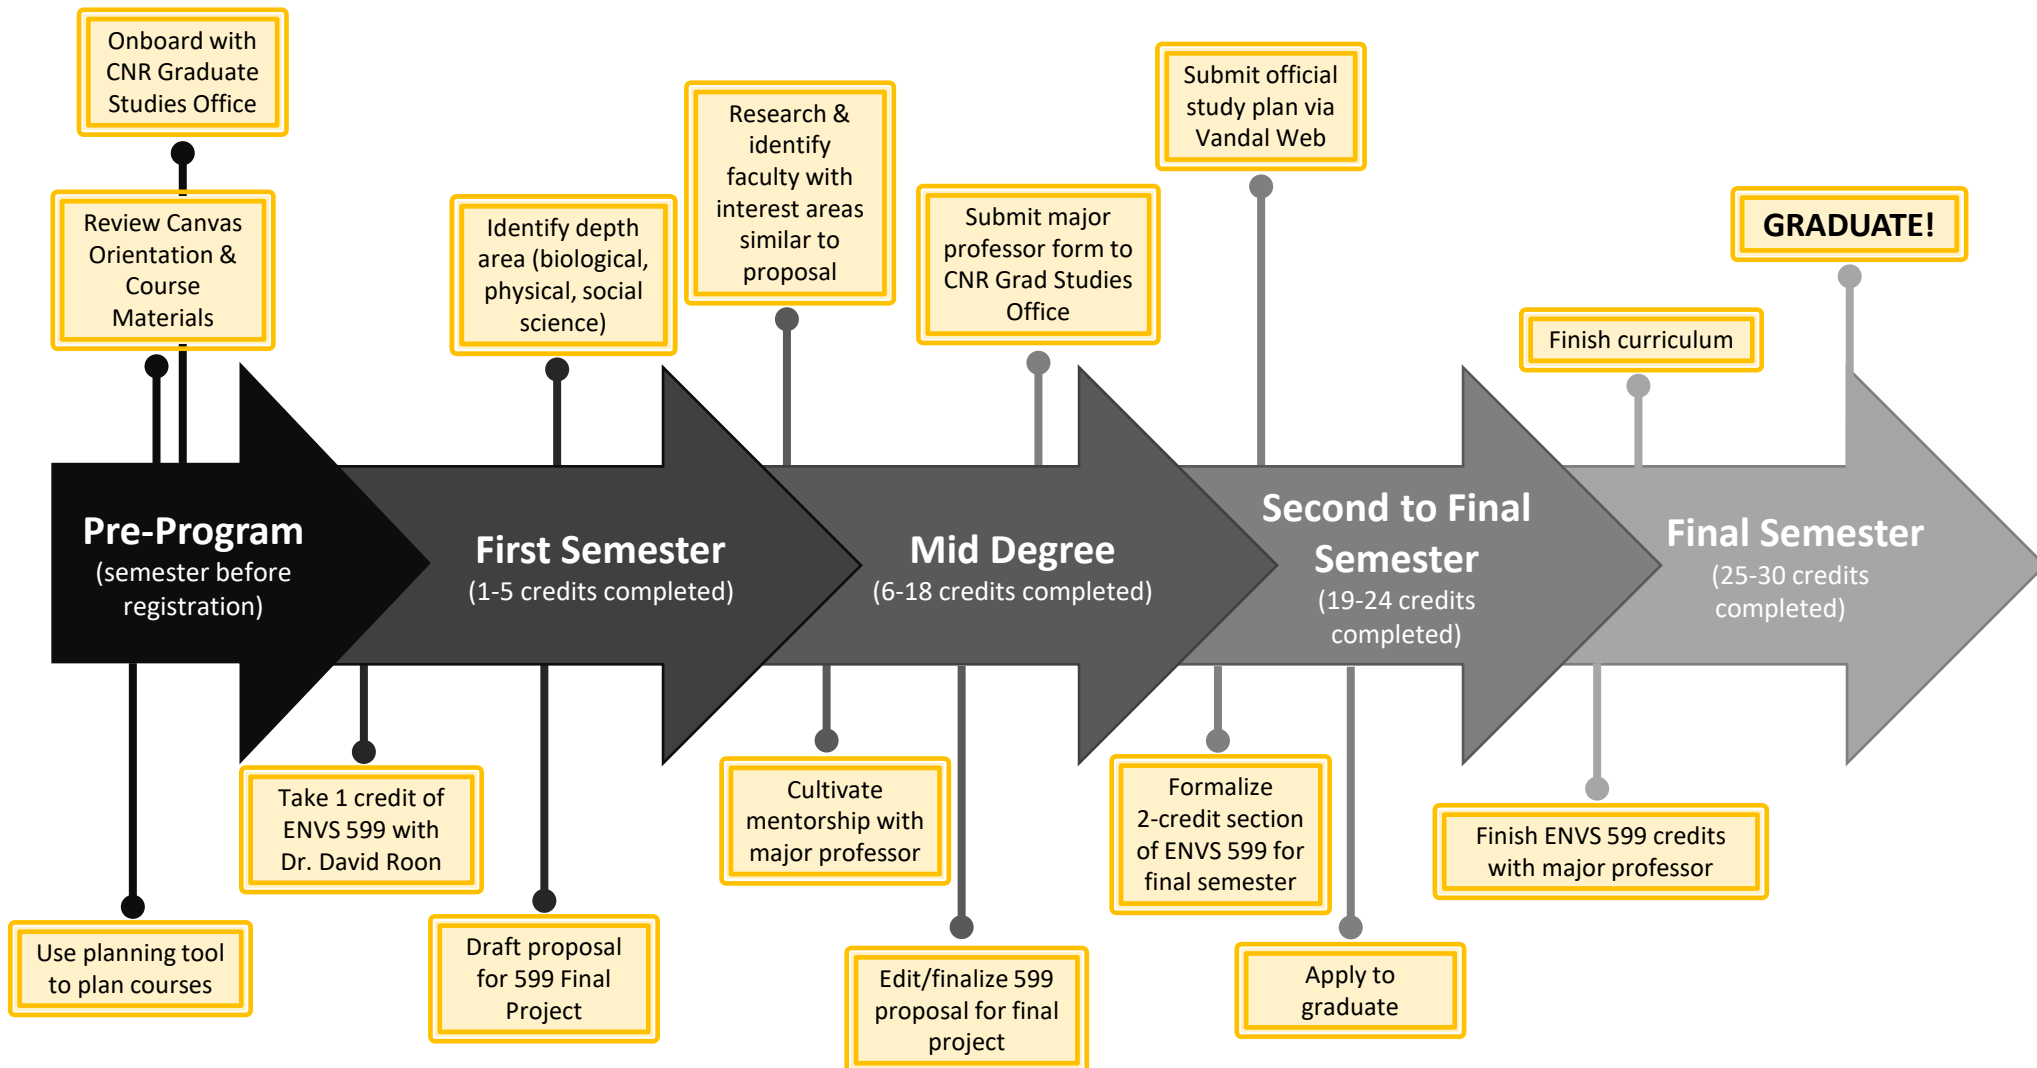 Onboard with
CNR Graduate
Studies Office
Review Canvas
Orientation &
Course
Materials
Identify depth
area (biological,
physical, social
science)
Research &
identify
faculty with
interest areas
similar to
proposal
Submit major
professor form to
CNR Grad Studies
Office
Submit official
study plan via
Vandal Web
Finish curriculum
GRADUATE!
Pre-Program
(semester before
registration)
First Semester
(1-5 credits completed)
Mid Degree
(6-18 credits completed)
Second to Final
Semester
(19-24 credits
completed)
Final Semester
(25-30 credits
completed)
Use planning tool
to plan courses
Take 1 credit of
ENVS 599 with
Dr. David Roon
Draft proposal
for 599 Final
Project
Cultivate
mentorship with
major professor
Edit/finalize 599
proposal for final
project
Formalize
2-credit section
of ENVS 599 for
final semester
Apply to
graduate
Finish ENVS 599 credits
with major professor